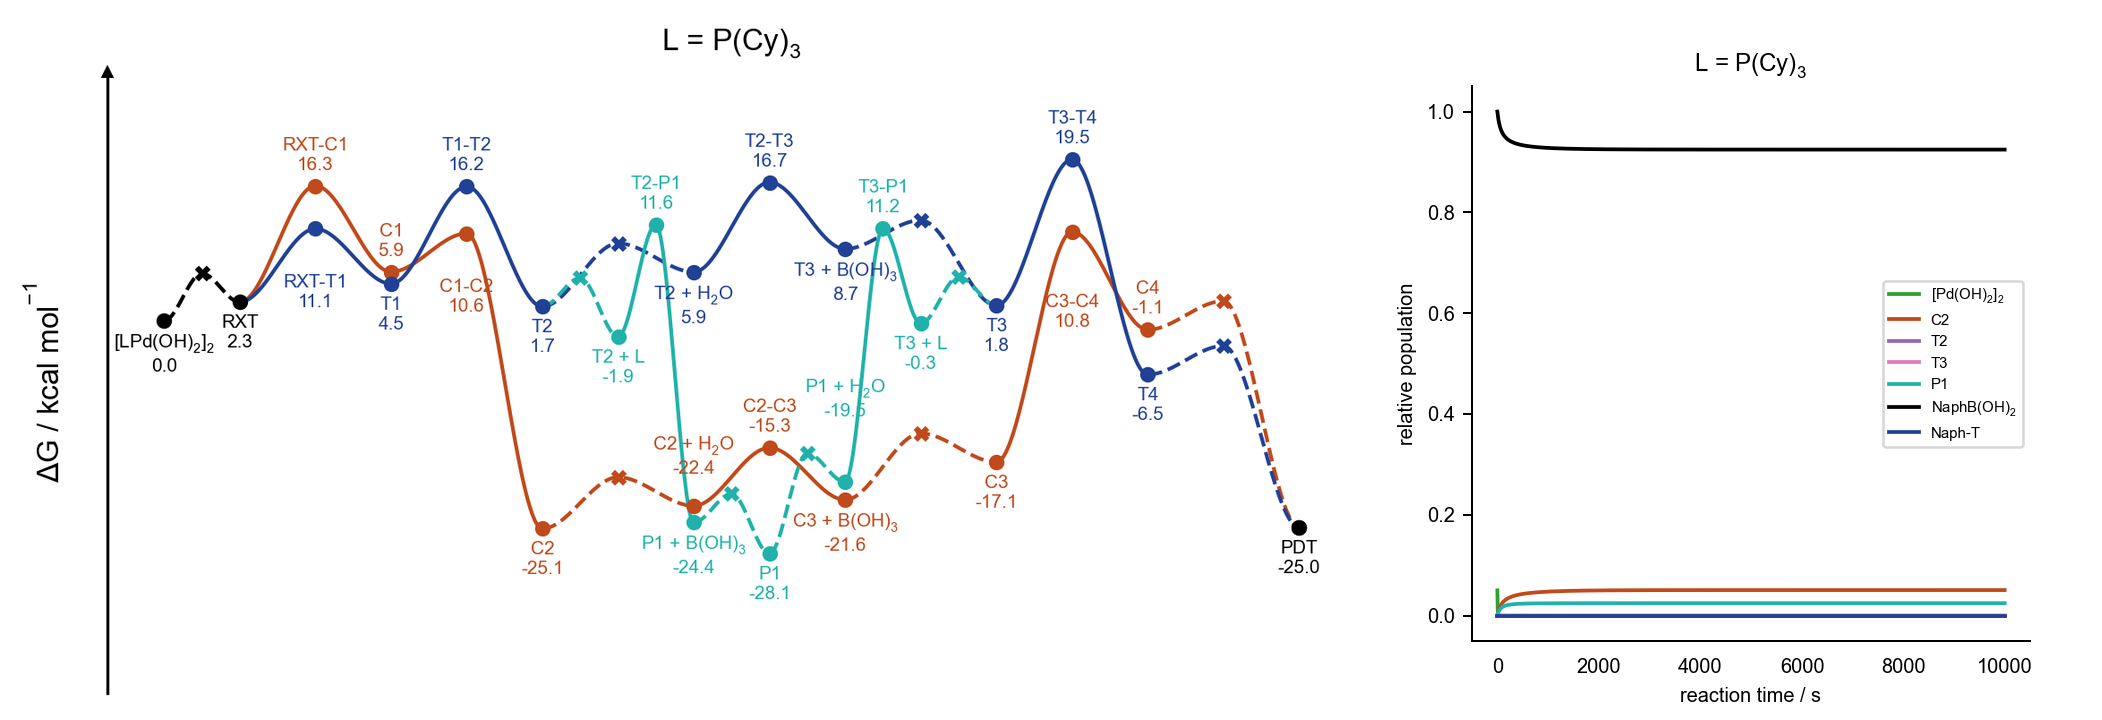 L = P(Cy)₃
ΔG / kcal mol⁻¹
[LPd(OH)₂]₂
0.0
RXT
2.3
RXT-C1
16.3
RXT-T1
11.1
C1
5.9
T1
4.5
T1-T2
16.2
C1-C2
10.6
T2
1.7
C2
-25.1
T2 + L
-1.9
T2-P1
11.6
T2 + H₂O
5.9
C2 + H₂O
-22.4
P1 + B(OH)₃
-24.4
T2-T3
16.7
C2-C3
-15.3
P1
-28.1
T3 + B(OH)₃
8.7
P1 + H₂O
-19.5
C3 + B(OH)₃
-21.6
T3-P1
11.2
T3 + L
-0.3
T3
1.8
C3
-17.1
T3-T4
19.5
C3-C4
10.8
C4
-1.1
T4
-6.5
PDT
-25.0
L = P(Cy)₃
relative population
1.0
0.8
0.6
0.4
0.2
0.0
[Pd(OH)₂]₂
C2
T2
T3
P1
NaphB(OH)₂
Naph-T
0 2000 4000 6000 8000 10000
reaction time / s